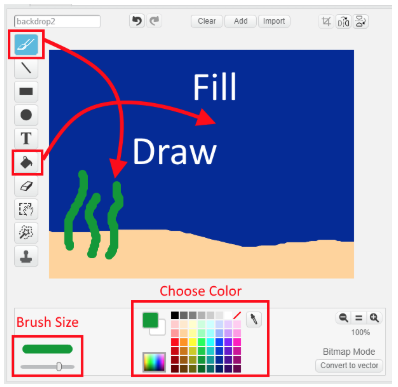 backdrop2
Clear Add Import
Fill
T
Draw
Choose Color
Brush Size
100%
Bitmap Mode
Convert to vector